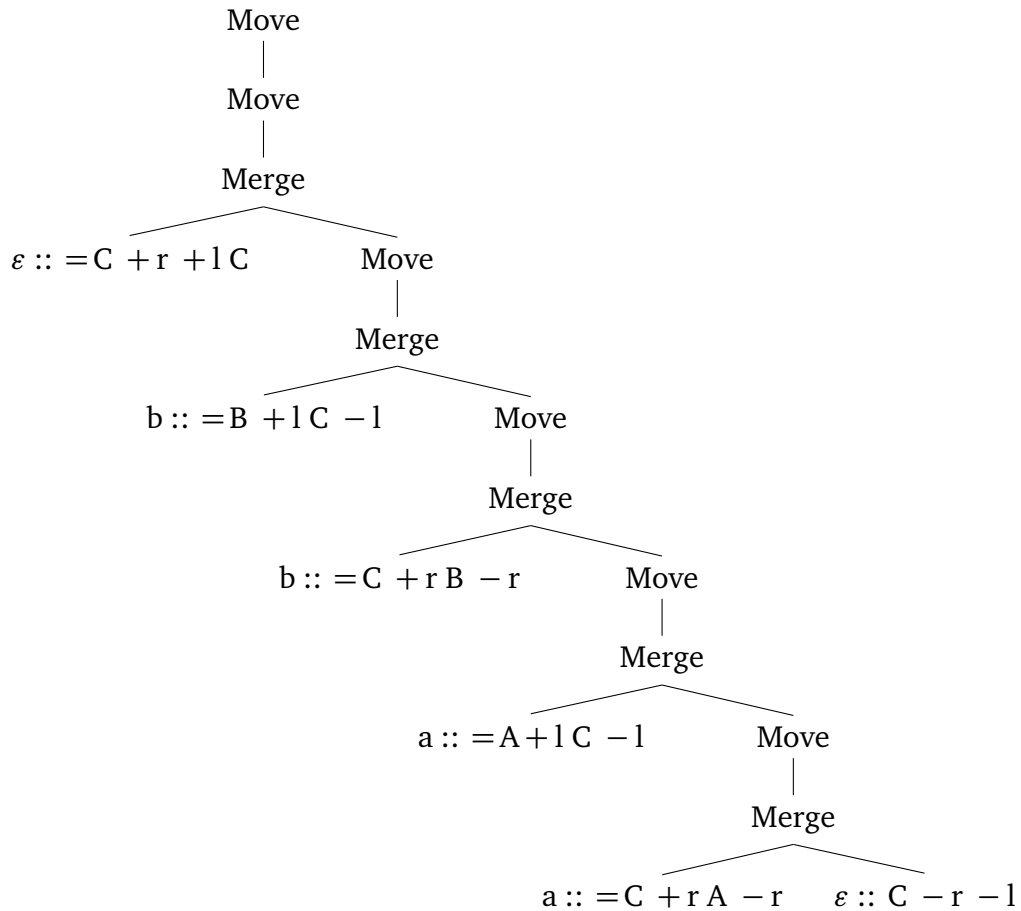 Move
Move
Merge
ε :: =C +r +l C Move
Merge
b :: =B +l C −l Move
Merge
b :: =C +r B −r Move
Merge
a :: =A+l C −l Move
Merge
a :: =C +r A −r ε :: C −r −l